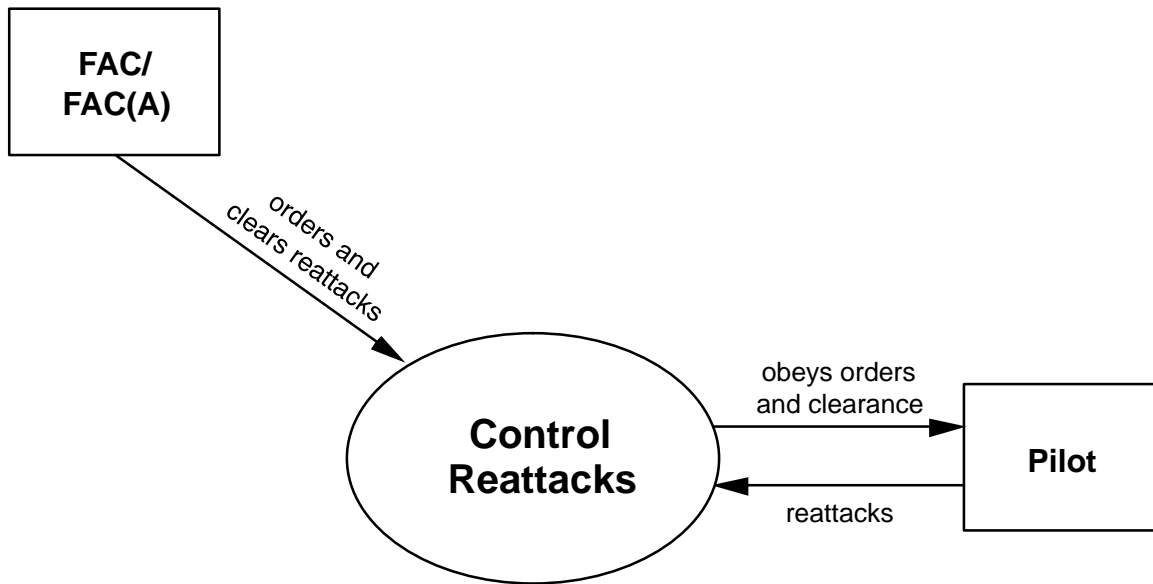 FAC/
FAC(A)
orders and
clears reattacks
Control
Reattacks
obeys orders
and clearance
reattacks
Pilot